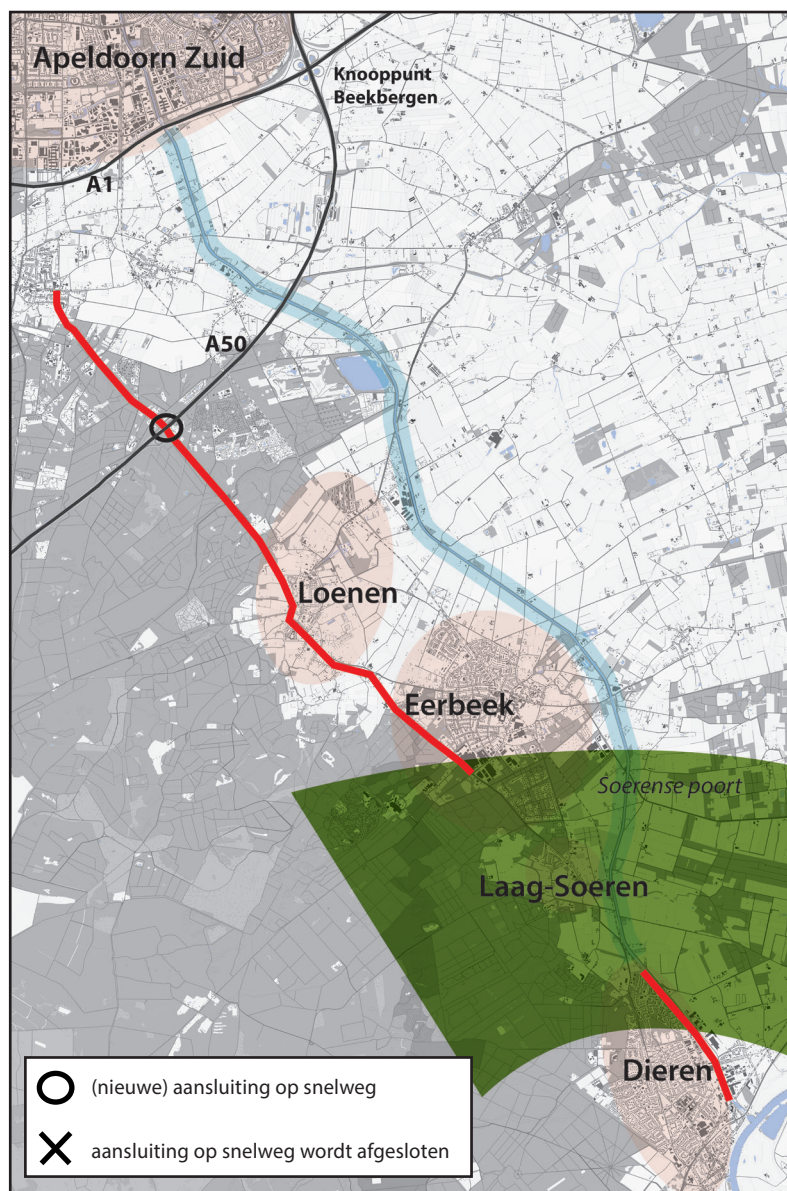 Apeldoorn Zuid
Knooppunt
Beekbergen
A1
A50
Loenen
Eerbeek
Soerense poort
Laag-Soeren
Dieren
(nieuwe) aansluiting op snelweg
aansluiting op snelweg wordt afgesloten